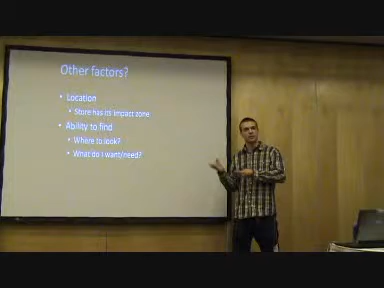 Other factors?
• Location
• Store has its impact zone
• Ability to find
• Where to look?
• What do I want/need?